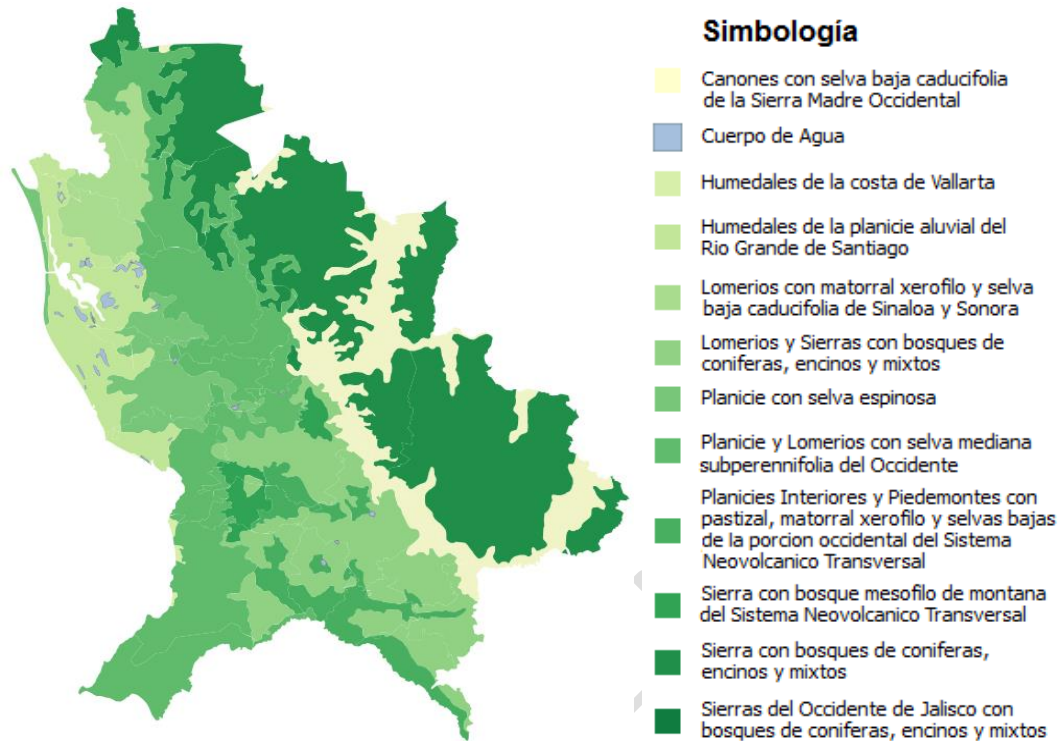 Simbología
Canones con selva baja caducifolia
de la Sierra Madre Occidental
Cuerpo de Agua
Humedales de la costa de Vallarta
Humedales de la planicie aluvial del
Rio Grande de Santiago
Lomerios con matorral xerofilo y selva
baja caducifolia de Sinaloa y Sonora
Lomerios y Sierras con bosques de
coniferas, encinos y mixtos
Planicie con selva espinosa
Planicie y Lomerios con selva mediana
subperennifolia del Occidente
Planicies Interiores y Piedemontes con
pastizal, matorral xerofilo y selvas bajas
de la porcion occidental del Sistema
Neovolcanico Transversal
Sierra con bosque mesofilo de montana
del Sistema Neovolcanico Transversal
Sierra con bosques de coniferas,
encinos y mixtos
Sierras del Occidente de Jalisco con
bosques de coniferas, encinos y mixtos